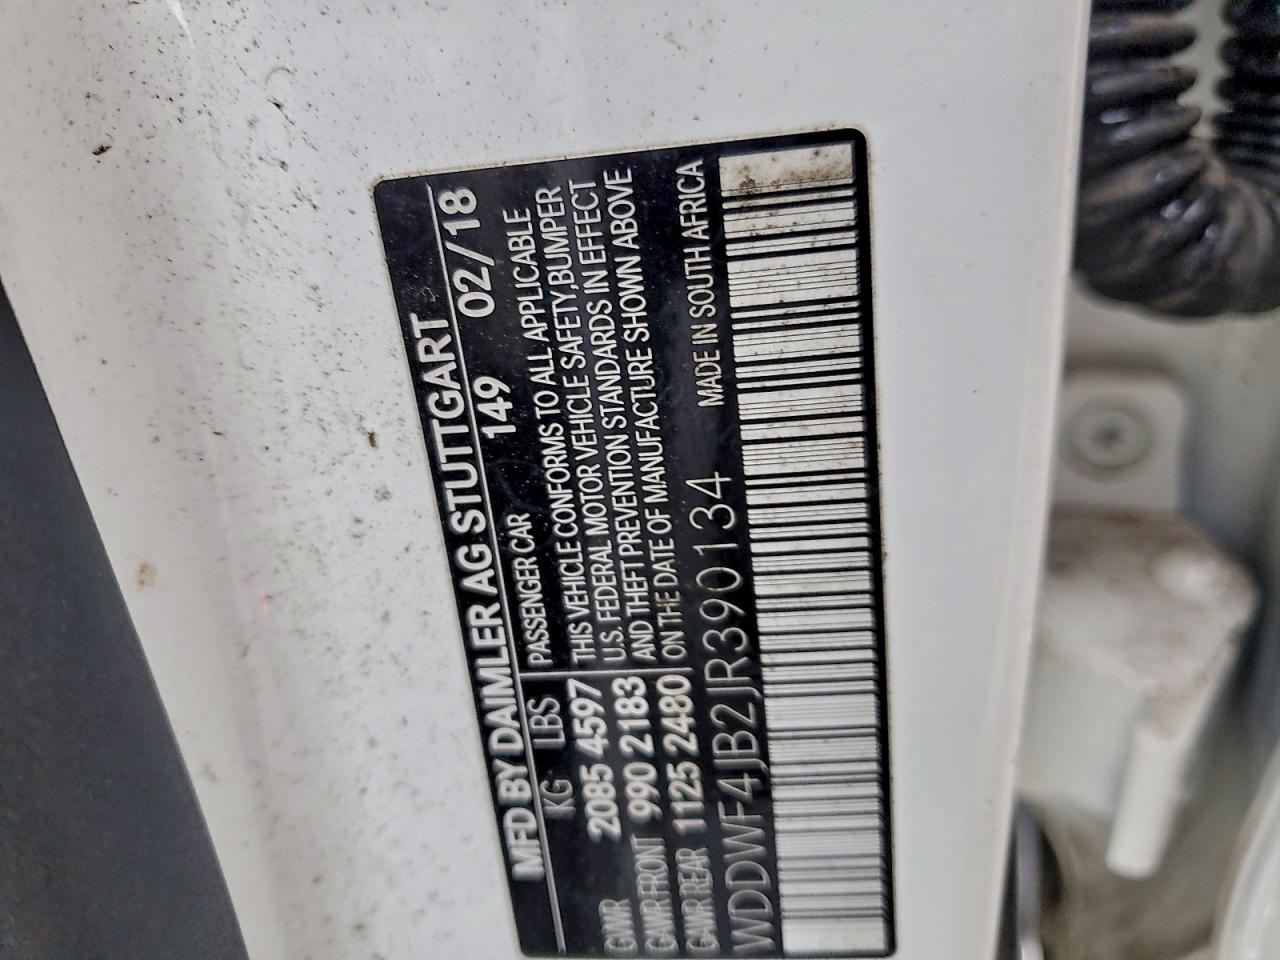 MFD BY DAIMLER AG STUTTGART
149 02/18
KG LBS
PASSENGER CAR
GVWR 2085 4597
GAWR FRONT 990 2183
GAWR REAR 1125 2480
THIS VEHICLE CONFORMS TO ALL APPLICABLE
U.S. FEDERAL MOTOR VEHICLE SAFETY,BUMPER
AND THEFT PREVENTION STANDARDS IN EFFECT
ON THE DATE OF MANUFACTURE SHOWN ABOVE
WDDWF4JB2JR390134 MADE IN SOUTH AFRICA